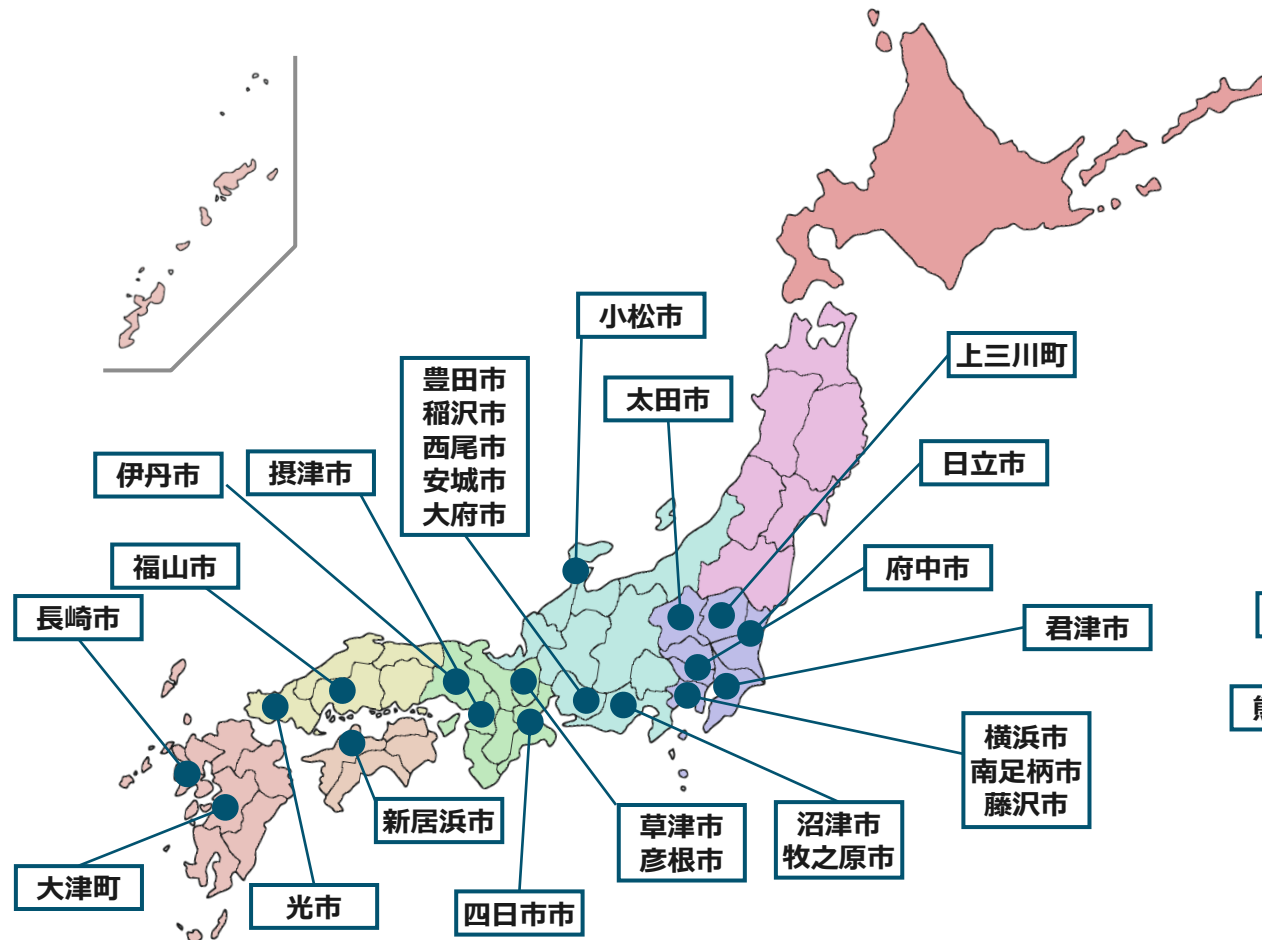 小松市
上三川町
豊田市
稲沢市
西尾市
安城市
大府市
太田市
日立市
伊丹市
摂津市
福山市
府中市
長崎市
君津市
横浜市
南足柄市
藤沢市
新居浜市
草津市
彦根市
沼津市
牧之原市
大津町
光市
四日市市